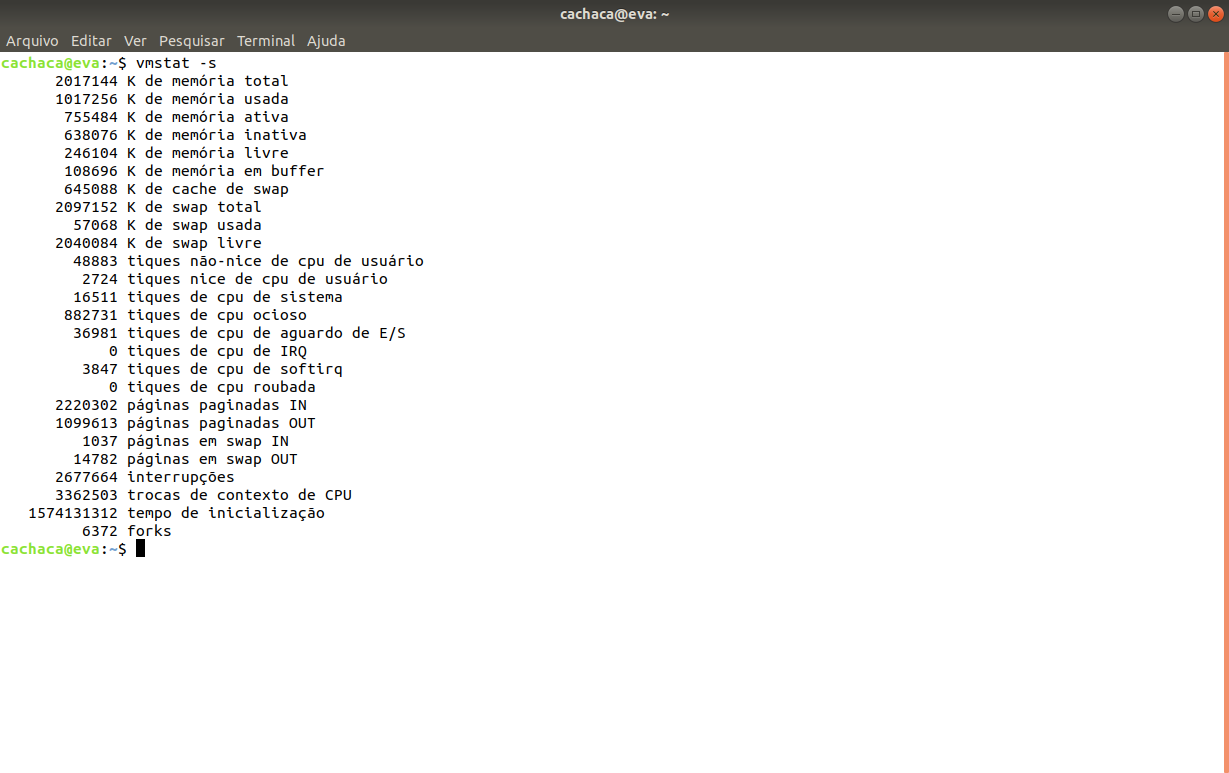 cachaca@eva: ~
Arquivo Editar Ver Pesquisar Terminal Ajuda
cachaca@eva:~$ vmstat -s
2017144 K de memória total
1017256 K de memória usada
755484 K de memória ativa
638076 K de memória inativa
246104 K de memória livre
108696 K de memória em buffer
645088 K de cache de swap
2097152 K de swap total
57068 K de swap usada
2040084 K de swap livre
48883 tiques não-nice de cpu de usuário
2724 tiques nice de cpu de usuário
16511 tiques de cpu de sistema
882731 tiques de cpu ocioso
36981 tiques de cpu de aguardo de E/S
0 tiques de cpu de IRQ
3847 tiques de cpu de softirq
0 tiques de cpu roubada
2220302 páginas paginadas IN
1099613 páginas paginadas OUT
1037 páginas em swap IN
14782 páginas em swap OUT
2677664 interrupções
3362503 trocas de contexto de CPU
1574131312 tempo de inicialização
6372 forks
cachaca@eva:~$